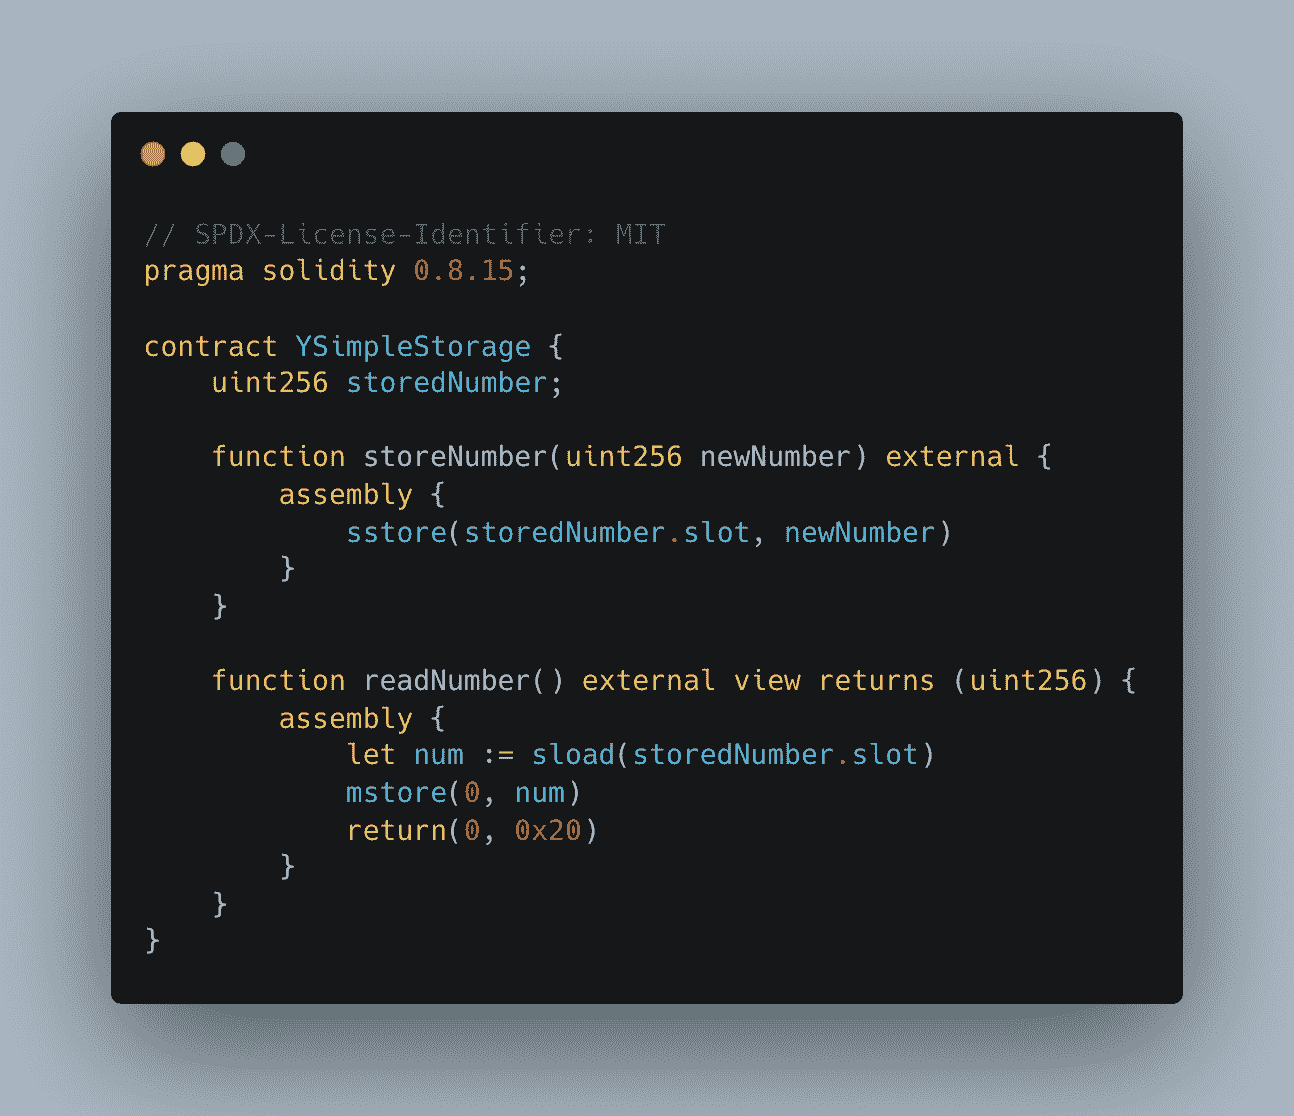 // SPDX-License-Identifier: MIT
pragma solidity 0.8.15;

contract YSimpleStorage {
    uint256 storedNumber;

    function storeNumber(uint256 newNumber) external {
        assembly {
            sstore(storedNumber.slot, newNumber)
        }
    }

    function readNumber() external view returns (uint256) {
        assembly {
            let num := sload(storedNumber.slot)
            mstore(0, num)
            return(0, 0x20)
        }
    }
}